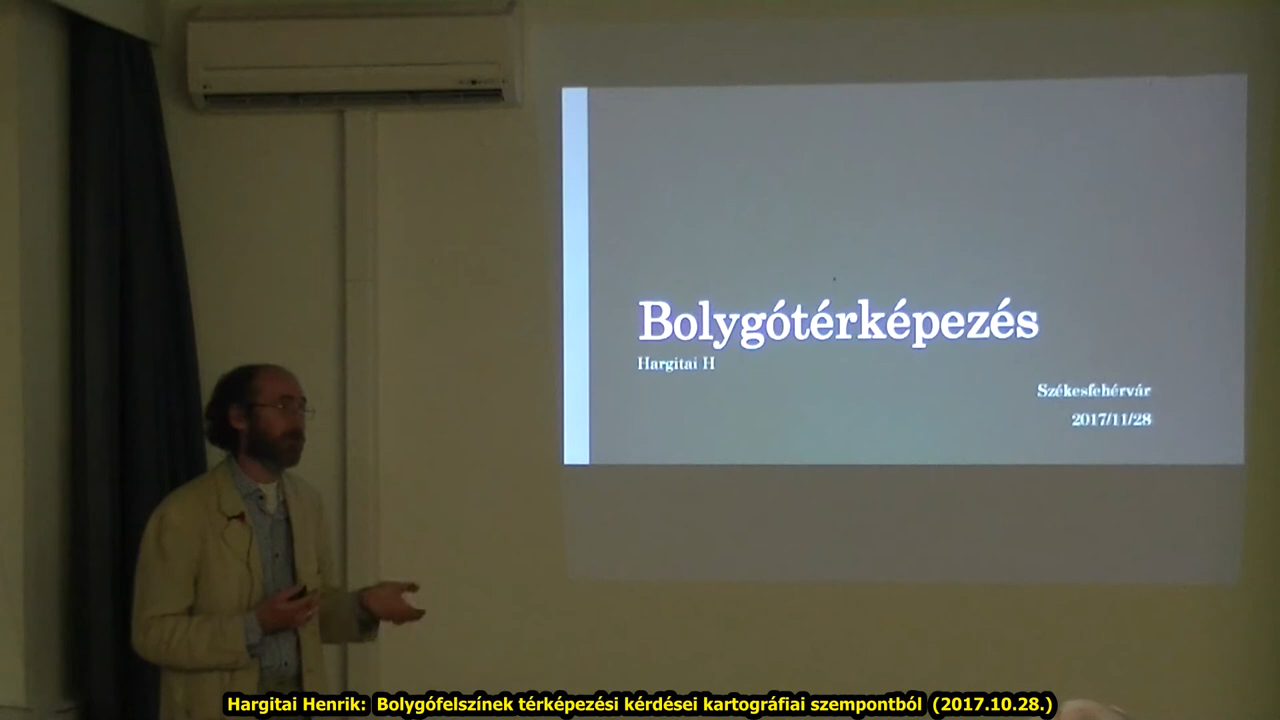 Bolygótérképezés
Hargitai H
Székesfehérvár
2017/11/28
Hargitai Henrik: Bolygófelszínek térképezési kérdései kartográfiai szempontból (2017.10.28.)